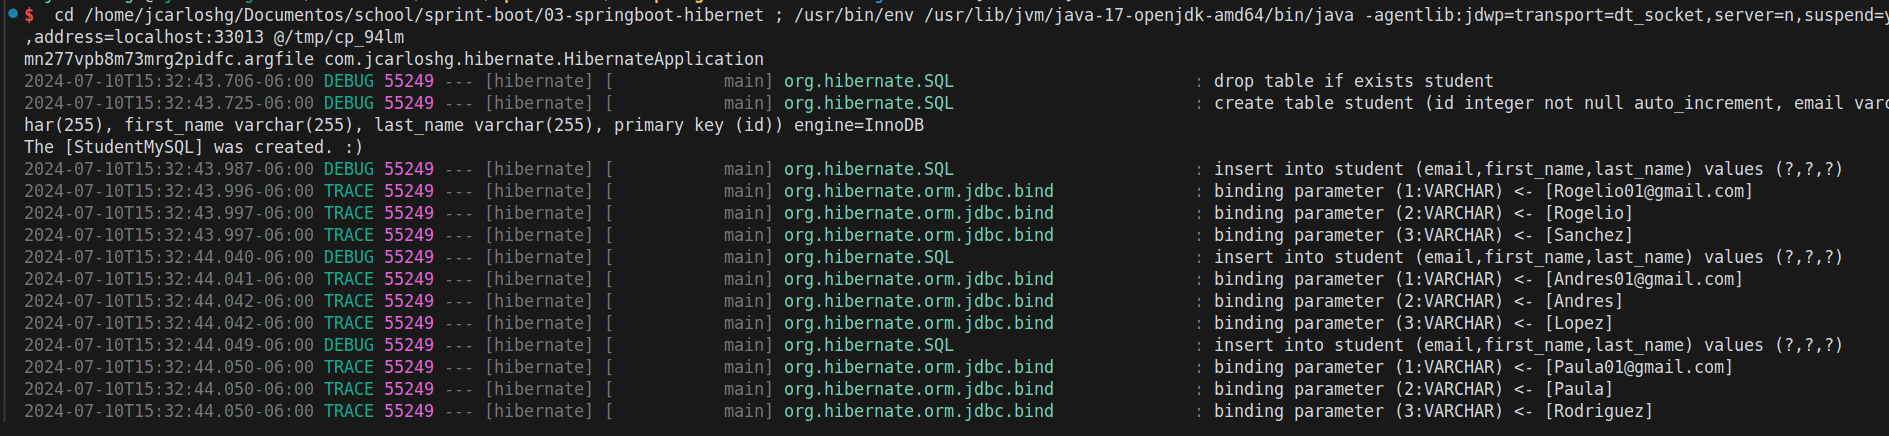 $  cd /home/jcarloshg/Documentos/school/sprint-boot/03-springboot-hibernet ; /usr/bin/env /usr/lib/jvm/java-17-openjdk-amd64/bin/java -agentlib:jdwp=transport=dt_socket,server=n,suspend=y
,address=localhost:33013 @/tmp/cp_94lm
mn277vpb8m73mrg2pidfc.argfile com.jcarloshg.hibernate.HibernateApplication
2024-07-10T15:32:43.706-06:00 DEBUG 55249 --- [hibernate] [           main] org.hibernate.SQL                        : drop table if exists student
2024-07-10T15:32:43.725-06:00 DEBUG 55249 --- [hibernate] [           main] org.hibernate.SQL                        : create table student (id integer not null auto_increment, email varc
har(255), first_name varchar(255), last_name varchar(255), primary key (id)) engine=InnoDB
The [StudentMySQL] was created. :)
2024-07-10T15:32:43.987-06:00 DEBUG 55249 --- [hibernate] [           main] org.hibernate.SQL                        : insert into student (email,first_name,last_name) values (?,?,?)
2024-07-10T15:32:43.996-06:00 TRACE 55249 --- [hibernate] [           main] org.hibernate.orm.jdbc.bind              : binding parameter (1:VARCHAR) <- [Rogelio01@gmail.com]
2024-07-10T15:32:43.997-06:00 TRACE 55249 --- [hibernate] [           main] org.hibernate.orm.jdbc.bind              : binding parameter (2:VARCHAR) <- [Rogelio]
2024-07-10T15:32:43.997-06:00 TRACE 55249 --- [hibernate] [           main] org.hibernate.orm.jdbc.bind              : binding parameter (3:VARCHAR) <- [Sanchez]
2024-07-10T15:32:44.040-06:00 DEBUG 55249 --- [hibernate] [           main] org.hibernate.SQL                        : insert into student (email,first_name,last_name) values (?,?,?)
2024-07-10T15:32:44.041-06:00 TRACE 55249 --- [hibernate] [           main] org.hibernate.orm.jdbc.bind              : binding parameter (1:VARCHAR) <- [Andres01@gmail.com]
2024-07-10T15:32:44.042-06:00 TRACE 55249 --- [hibernate] [           main] org.hibernate.orm.jdbc.bind              : binding parameter (2:VARCHAR) <- [Andres]
2024-07-10T15:32:44.042-06:00 TRACE 55249 --- [hibernate] [           main] org.hibernate.orm.jdbc.bind              : binding parameter (3:VARCHAR) <- [Lopez]
2024-07-10T15:32:44.049-06:00 DEBUG 55249 --- [hibernate] [           main] org.hibernate.SQL                        : insert into student (email,first_name,last_name) values (?,?,?)
2024-07-10T15:32:44.050-06:00 TRACE 55249 --- [hibernate] [           main] org.hibernate.orm.jdbc.bind              : binding parameter (1:VARCHAR) <- [Paula01@gmail.com]
2024-07-10T15:32:44.050-06:00 TRACE 55249 --- [hibernate] [           main] org.hibernate.orm.jdbc.bind              : binding parameter (2:VARCHAR) <- [Paula]
2024-07-10T15:32:44.050-06:00 TRACE 55249 --- [hibernate] [           main] org.hibernate.orm.jdbc.bind              : binding parameter (3:VARCHAR) <- [Rodriguez]